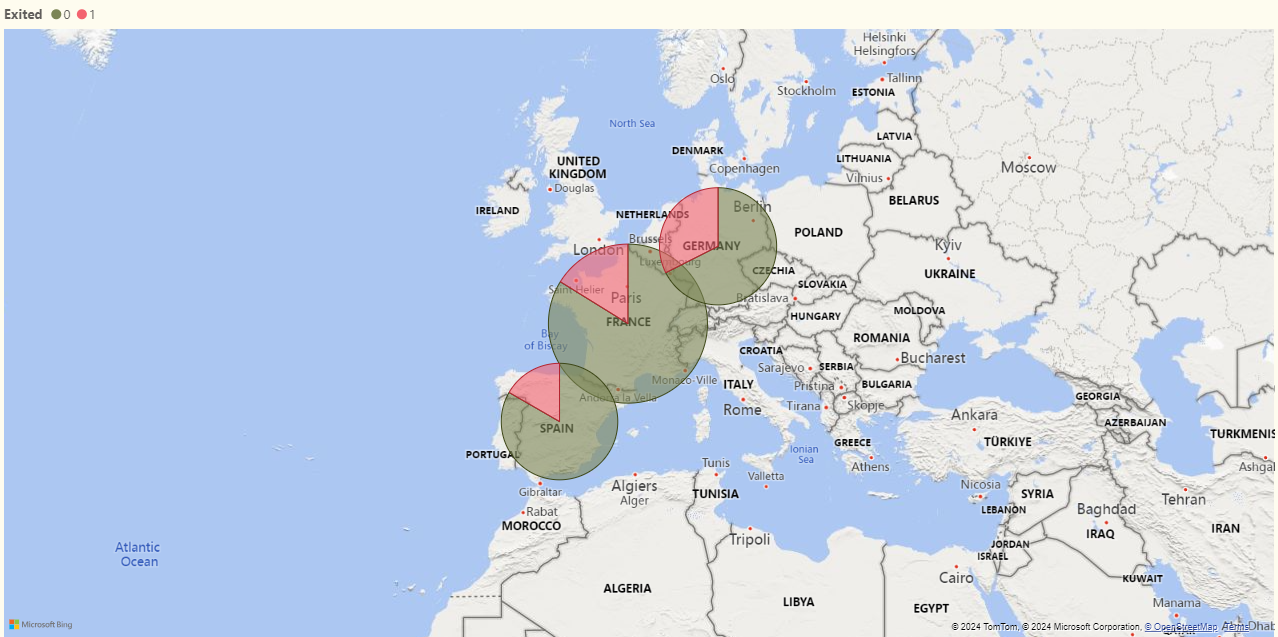 Exited 0 1
Helsinki
Helsingfors
Oslo
Tallinn
Stockholm
ESTONIA
North Sea
LATVIA
DENMARK
LITHUANIA
UNITED
KINGDOM
Copenhagen
Moscow
Vilnius
Douglas
BELARUS
IRELAND
NETHERLANDS
Berlin
POLAND
London
Brussels
GERMANY
Kyiv
Luxembourg
CZECHIA
UKRAINE
SLOVAKIA
Saint Helier
Paris
Bratislava
MOLDOVA
HUNGARY
FRANCE
Bay
of Biscay
ROMANIA
CROATIA
Bucharest
Sarajevo
SERBIA
Monaco-Ville
ITALY
Pristina
BULGARIA
Andorra la Vella
GEORGIA
Rome
Tirana
Skopje
Ankara
AZERBAIJAN
SPAIN
TÜRKIYE
TURKMENIS
GREECE
PORTUGAL
Ionian
Sea
Tunis
Athens
Ashgal
Valletta
Algiers
Alger
Nicosia
Gibraltar
TUNISIA
SYRIA
Tehran
Rabat
LEBANON
Baghdad
MOROCCO
IRAN
IRAQ
Tripoli
Atlantic
Ocean
JORDAN
ISRAEL
Cairo
KUWAIT
ALGERIA
LIBYA
EGYPT
Manama
Microsoft Bing
© 2024 TomTom, © 2024 Microsoft Corporation, © OpenStreetMap Terms